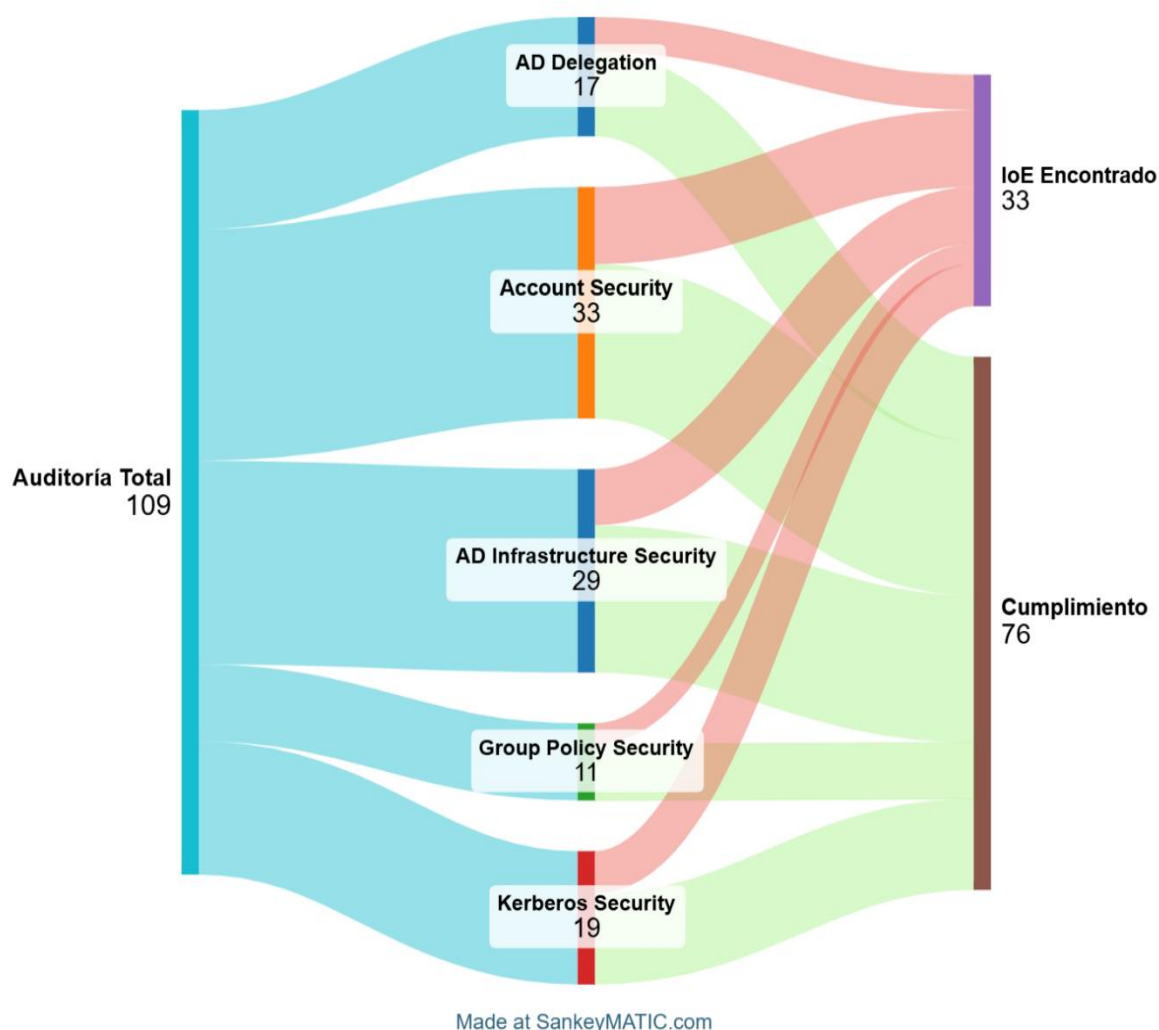 AD Delegation
17
IoE Encontrado
33
Account Security
33
Auditoría Total
109
AD Infrastructure Security
29
Cumplimiento
76
Group Policy Security
11
Kerberos Security
19
Made at SankeyMATIC.com